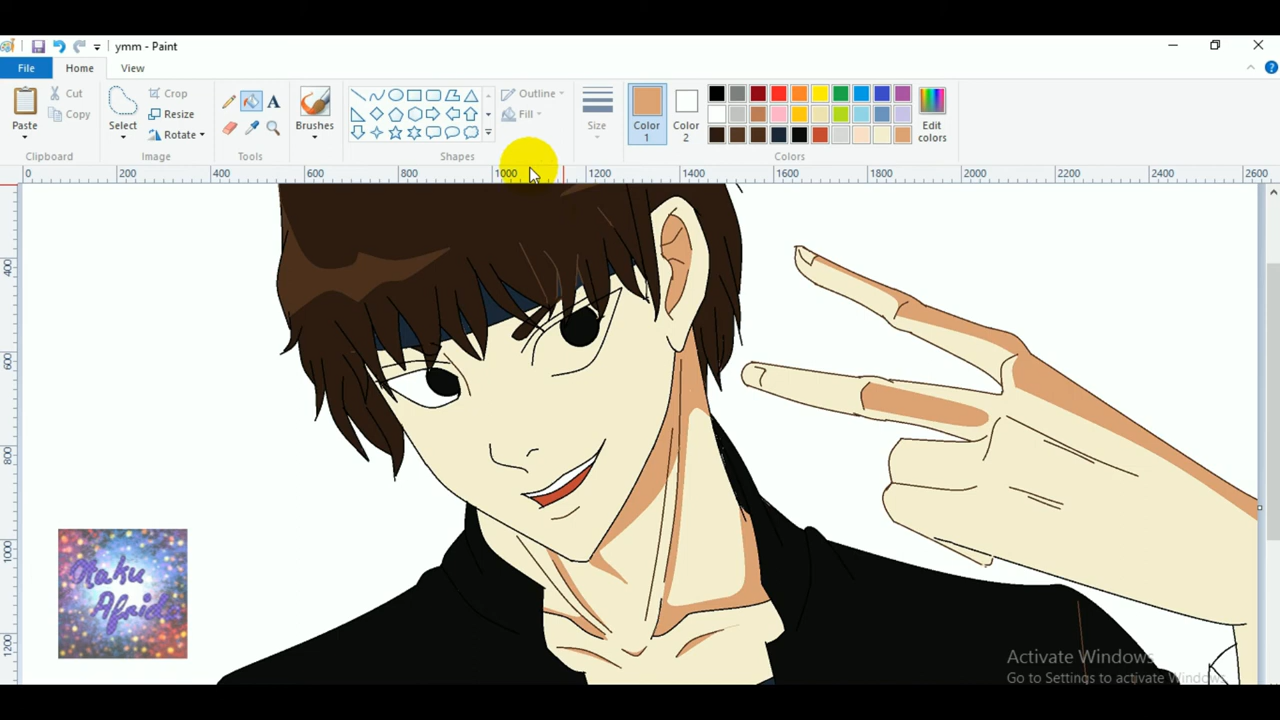 ymm - Paint
File Home View
Paste
Cut
Copy
Clipboard
Select
Crop
Resize
Rotate
Image
A
Tools
Brushes
Shapes
Outline
Fill
Size
Color 1
Color 2
Edit colors
Colors
0 200 400 600 800 1000 1200 1400 1600 1800 2000 2200 2400 2600
400
600
800
1000
1200
Otaku
Afrida
Activate Windows
Go to Settings to activate Windows.